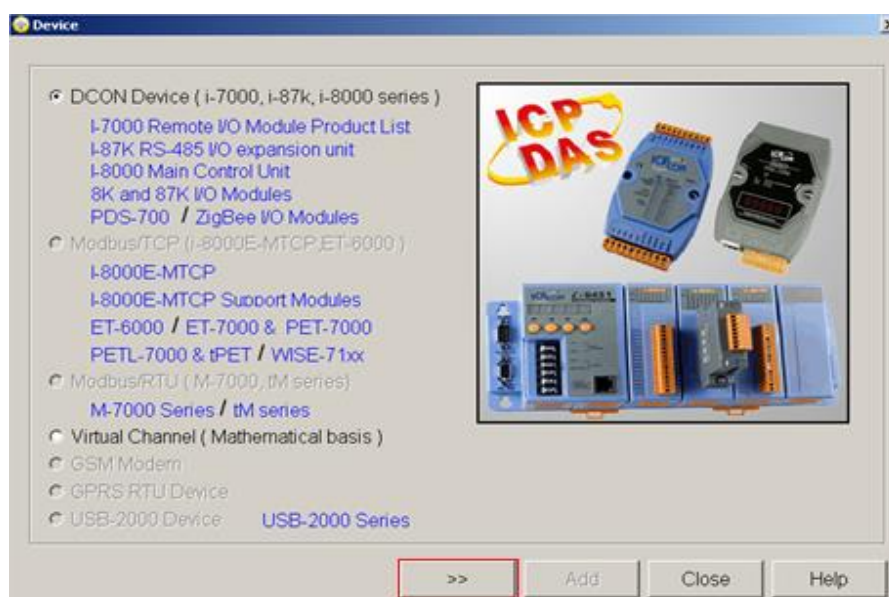 Device
DCON Device ( i-7000, i-87k, i-8000 series )
I-7000 Remote I/O Module Product List
I-87K RS-485 I/O expansion unit
I-8000 Main Control Unit
8K and 87K I/O Modules
PDS-700 / ZigBee I/O Modules
Modbus/TCP (i-8000E-MTCP,ET-6000 )
I-8000E-MTCP
I-8000E-MTCP Support Modules
ET-6000 / ET-7000 & PET-7000
PETL-7000 & tPET / WISE-71xx
Modbus/RTU ( M-7000, tM series)
M-7000 Series / tM series
Virtual Channel ( Mathematical basis )
GSM Modem
GPRS RTU Device
USB-2000 Device USB-2000 Series
ICP
DAS
>> Add Close Help